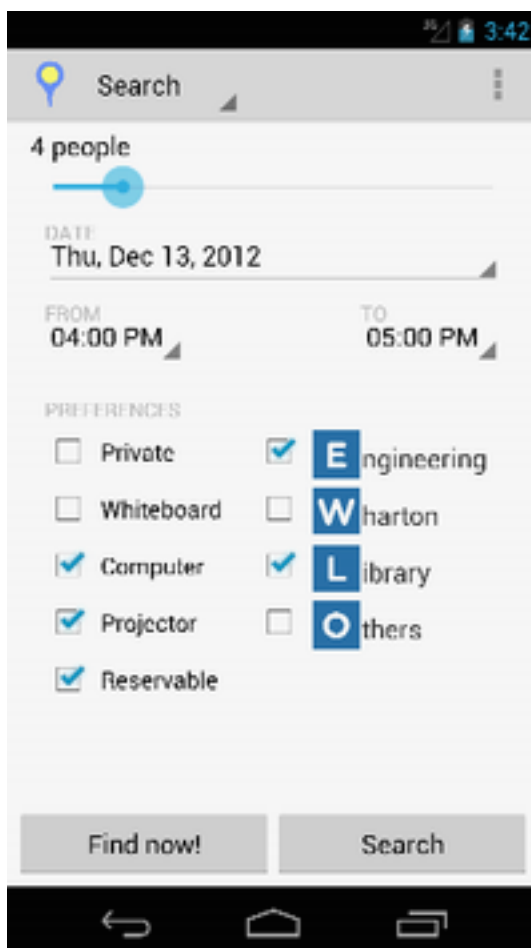 3G 3:42
Search
4 people
DATE
Thu, Dec 13, 2012
FROM TO
04:00 PM 05:00 PM
PREFERENCES
Private Engineering
Whiteboard Wharton
Computer Library
Projector Others
Reservable
Find now! Search